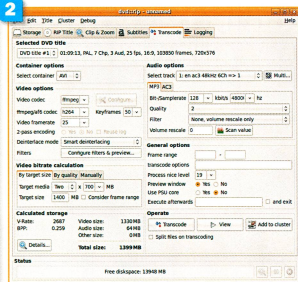 2
dvd::rip - unnamed
File Edit Title Cluster Debug Help
Storage RIP Title Clip & Zoom Subtitles Transcode Logging
Selected DVD title
DVD title #1 01:09:13, PAL, 7 Chp, 3 Aud, 25 fps, 16:9, 103850 frames, 720x576
Container options
Select container AVI
Video options
Video codec ffmpeg Configure...
ffmpeg/af6 codec h264 Keyframes 50
Video framerate 25
2-pass encoding Yes No Reuse log
Deinterlace mode Smart deinterlacing
Filters Configure filters & preview...
Video bitrate calculation
By target size By quality Manually
Target media Two x 700 MB
Target size 1400 MB Consider frame range
Calculated storage
V-Rate: 2687 Video size: 1330MB
BPP: 0.259 Audio size: 64MB
Other size: 0MB
Details... Total size: 1399MB
Audio options
Select track 1: en ac3 48kHz 6Ch => 1 Multi...
MP3 AC3
Bit-/Samplerate 128 kbit/s 48000 hz
Quality 2
Filter None, volume rescale only
Volume rescale 0 Scan value
General options
Frame range -
Transcode options
Process nice level 19
Preview window Yes No
Use PSU core Yes No
Execute afterwards and exit
Operate
Transcode View Add to cluster
Split files on transcoding
Status
Free diskspace: 13948 MB